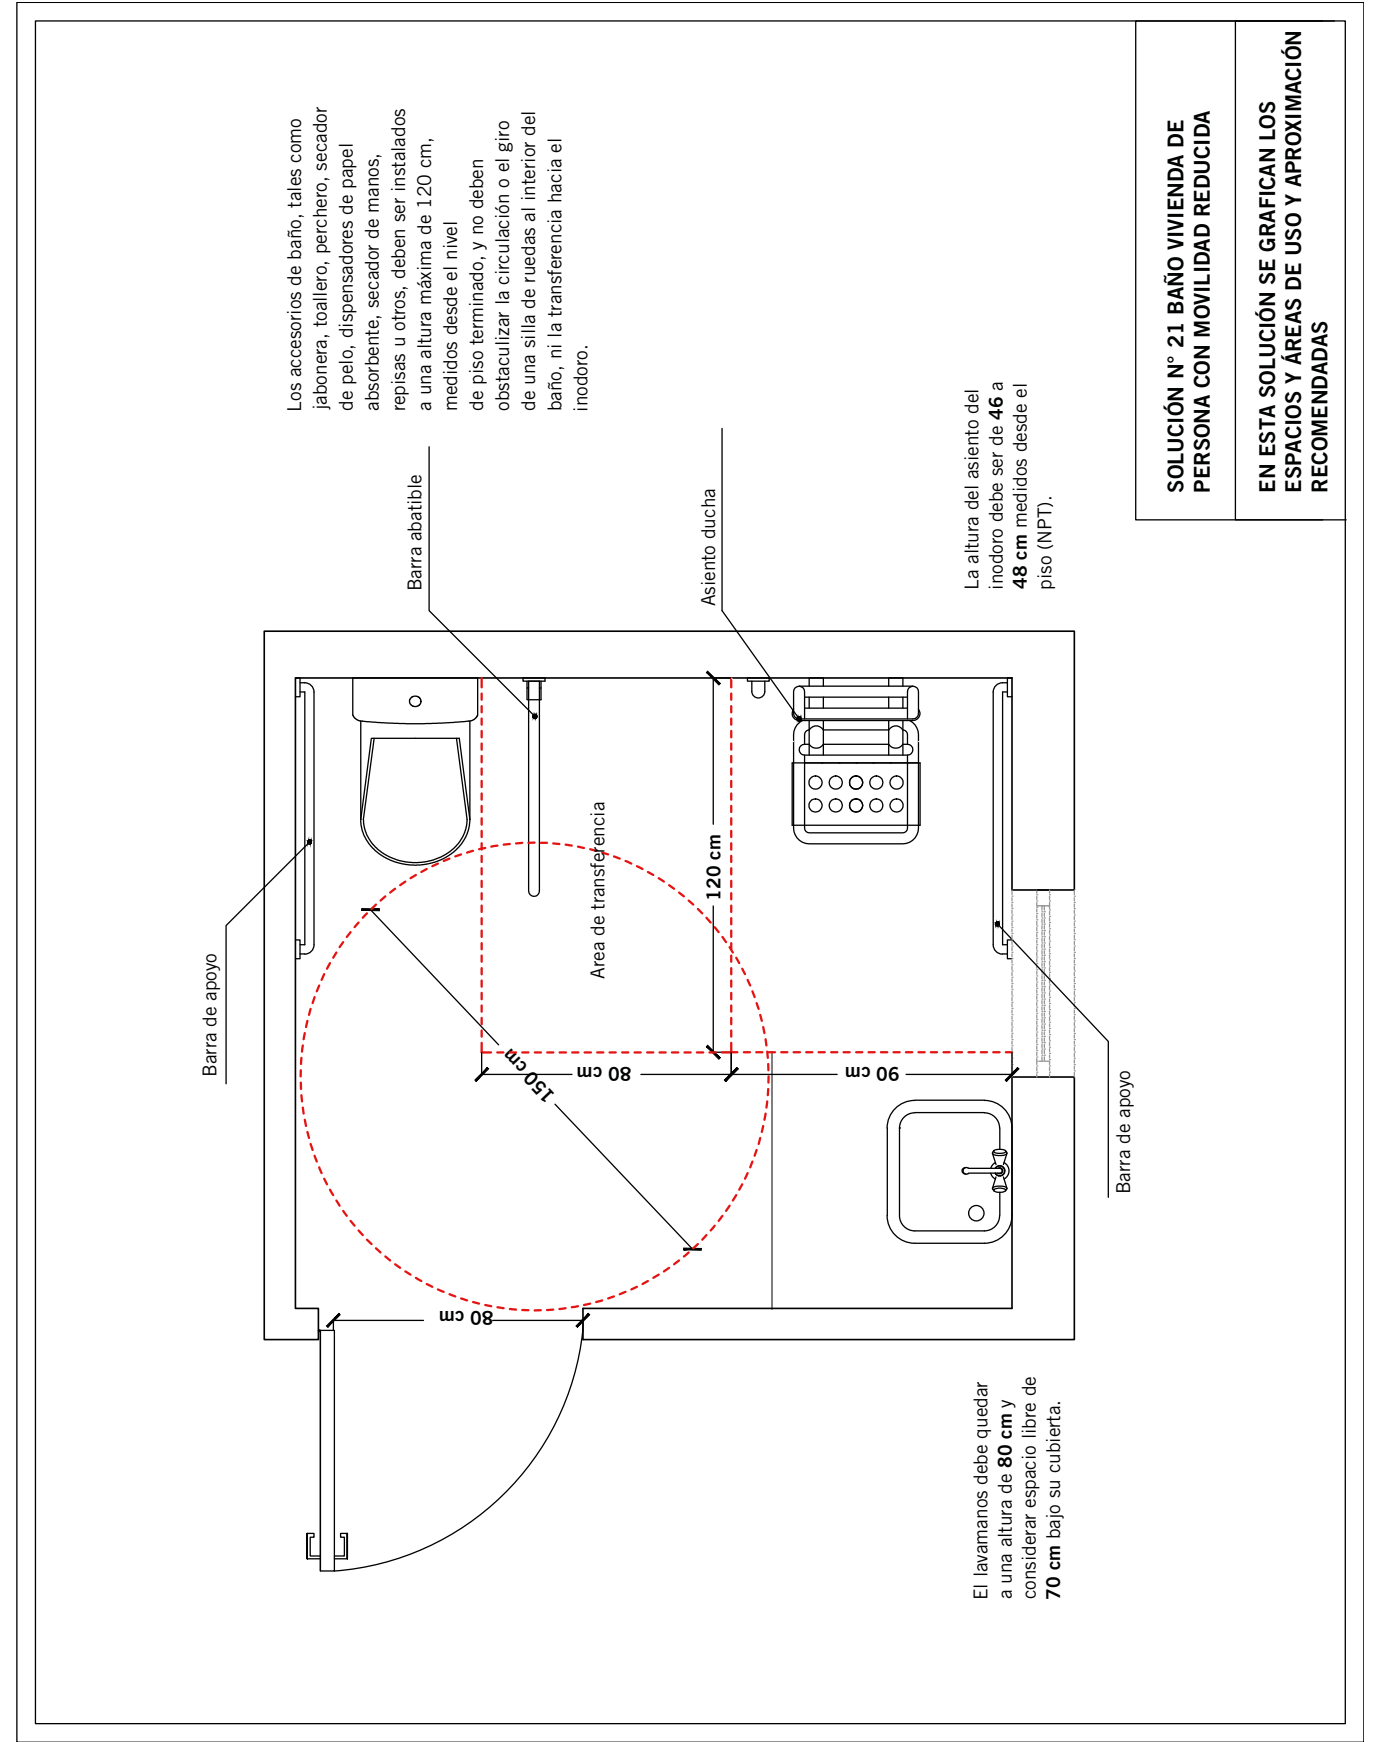 Los accesorios de baño, tales como
jabonera, toallero, perchero, secador
de pelo, dispensadores de papel
absorbente, secador de manos,
repisas u otros, deben ser instalados
a una altura máxima de 120 cm,
medidos desde el nivel
de piso terminado, y no deben
obstaculizar la circulación o el giro
de una silla de ruedas al interior del
baño, ni la transferencia hacia el
inodoro.
Barra de apoyo
Barra abatible
Asiento ducha
Area de transferencia
120 cm
150 cm
80 cm
90 cm
80 cm
Barra de apoyo
La altura del asiento del
inodoro debe ser de 46 a
48 cm medidos desde el
piso (NPT).
El lavamanos debe quedar
a una altura de 80 cm y
considerar espacio libre de
70 cm bajo su cubierta.
SOLUCIÓN N° 21 BAÑO VIVIENDA DE
PERSONA CON MOVILIDAD REDUCIDA
EN ESTA SOLUCIÓN SE GRAFICAN LOS
ESPACIOS Y ÁREAS DE USO Y APROXIMACIÓN
RECOMENDADAS